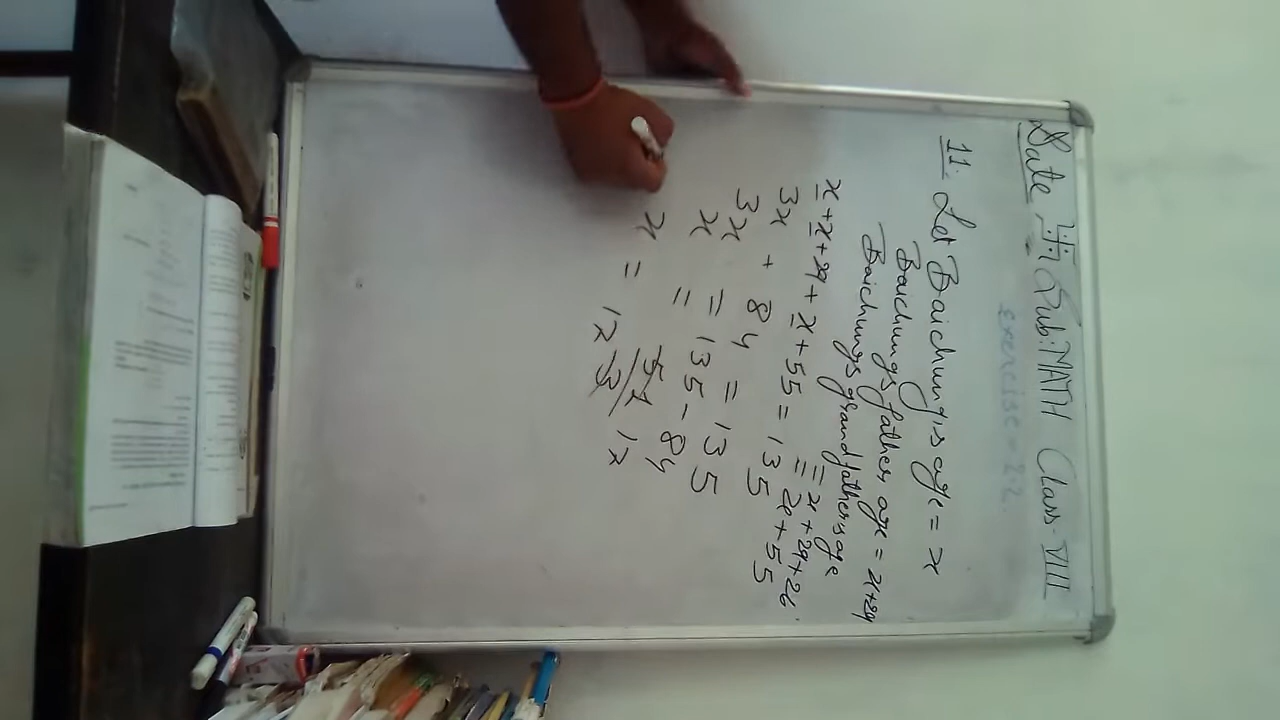 Date 卐 Sub: MATH Class - VIII
exercise - 2.2
11. Let Baichung's age = x
Baichung's father's age = x+29
Baichung's grandfather's age
= x + 29 + 26
= x + 55
x + x + 29 + x + 55 = 135
3x + 84 = 135
3x = 135 - 84
x = 51/3 17
x = 17